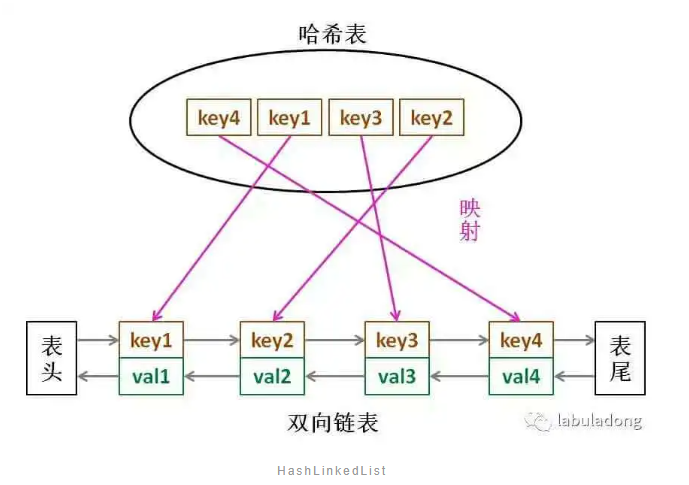 哈希表
key4 key1 key3 key2
映
射
表
头
key1 key2 key3 key4
val1 val2 val3 val4
表
尾
双向链表
labuladong
HashLinkedList